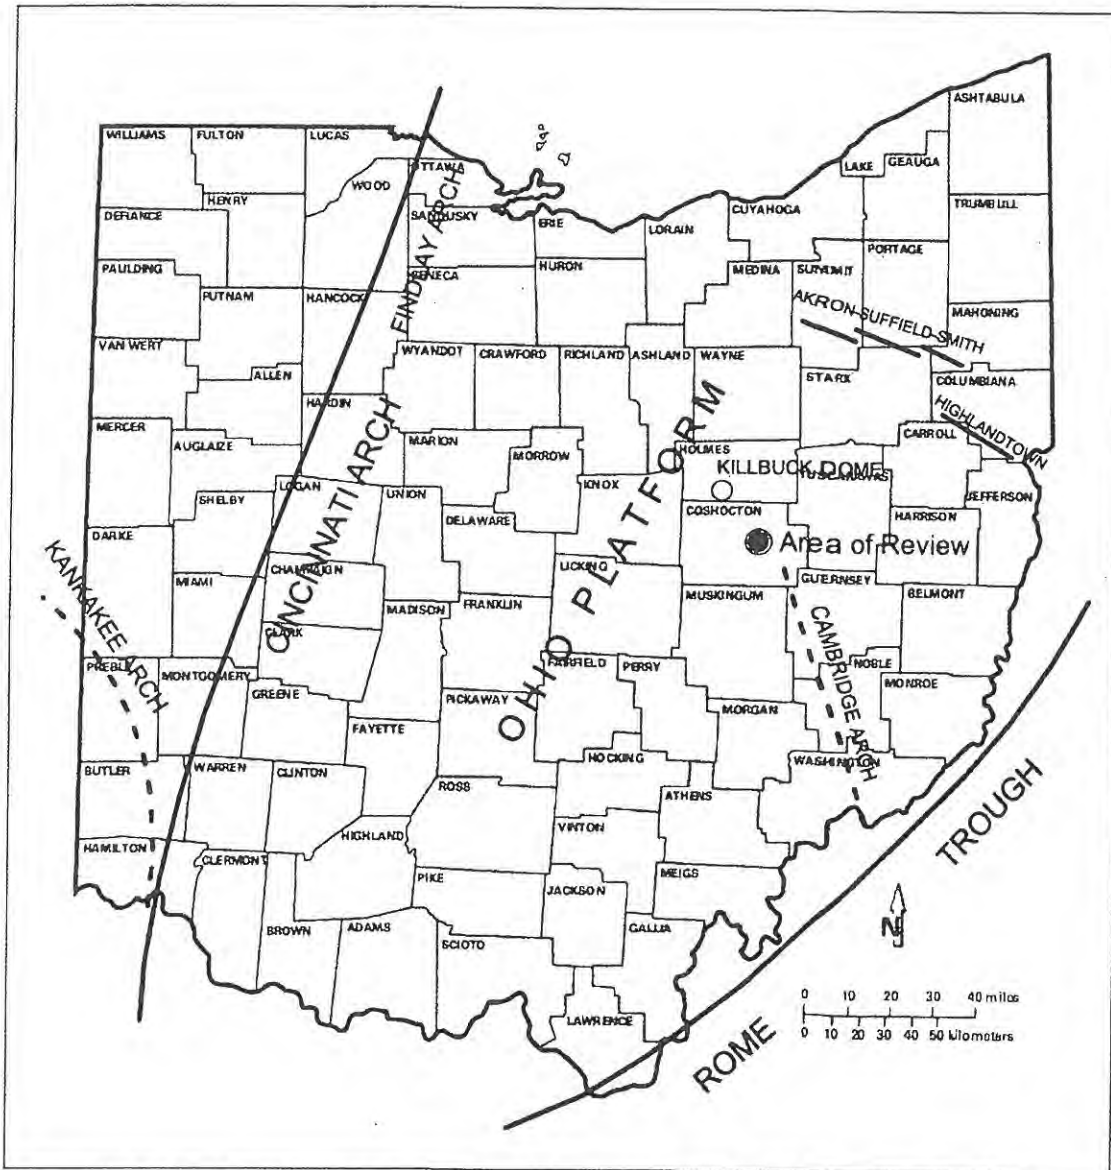 ASHTABULA
WILLIAMS
FULTON
LUCAS
LAKE
GEAUGA
OTTAWA
WOOD
HENRY
DEFIANCE
SANDUSKY
ERIE
LORAIN
CUYAHOGA
TRUMBULL
PORTAGE
PAULDING
SENECA
HURON
MEDINA
SUMMIT
PUTNAM
HANCOCK
FINDLAY ARCH
AKRON-SUFFIELD-SMITH
MAHONING
VAN WERT
WYANDOT
CRAWFORD
RICHLAND
ASHLAND
WAYNE
ALLEN
STARK
COLUMBIANA
HARDIN
HIGHLANDTOWN
MERCER
AUGLAIZE
MARION
MORROW
HOLMES
CARROLL
KILLBUCK DOME
TUSCARAWAS
LOGAN
UNION
KNOX
SHELBY
COSHOCTON
JEFFERSON
DELAWARE
HARRISON
DARKE
CINCINNATI ARCH
OHIO PLATFORM
Area of Review
KANKAKEE ARCH
MIAMI
CHAMPAIGN
LICKING
GUERNSEY
MUSKINGUM
BELMONT
MADISON
FRANKLIN
CLARK
CAMBRIDGE ARCH
PREBLE
MONTGOMERY
FAIRFIELD
PERRY
NOBLE
GREENE
PICKAWAY
MONROE
MORGAN
FAYETTE
HOCKING
WASHINGTON
BUTLER
WARREN
CLINTON
ROSS
ATHENS
VINTON
HIGHLAND
HAMILTON
CLERMONT
PIKE
JACKSON
MEIGS
BROWN
ADAMS
SCIOTO
GALLIA
LAWRENCE
ROME TROUGH
N
0 10 20 30 40 miles
0 10 20 30 40 50 kilometers